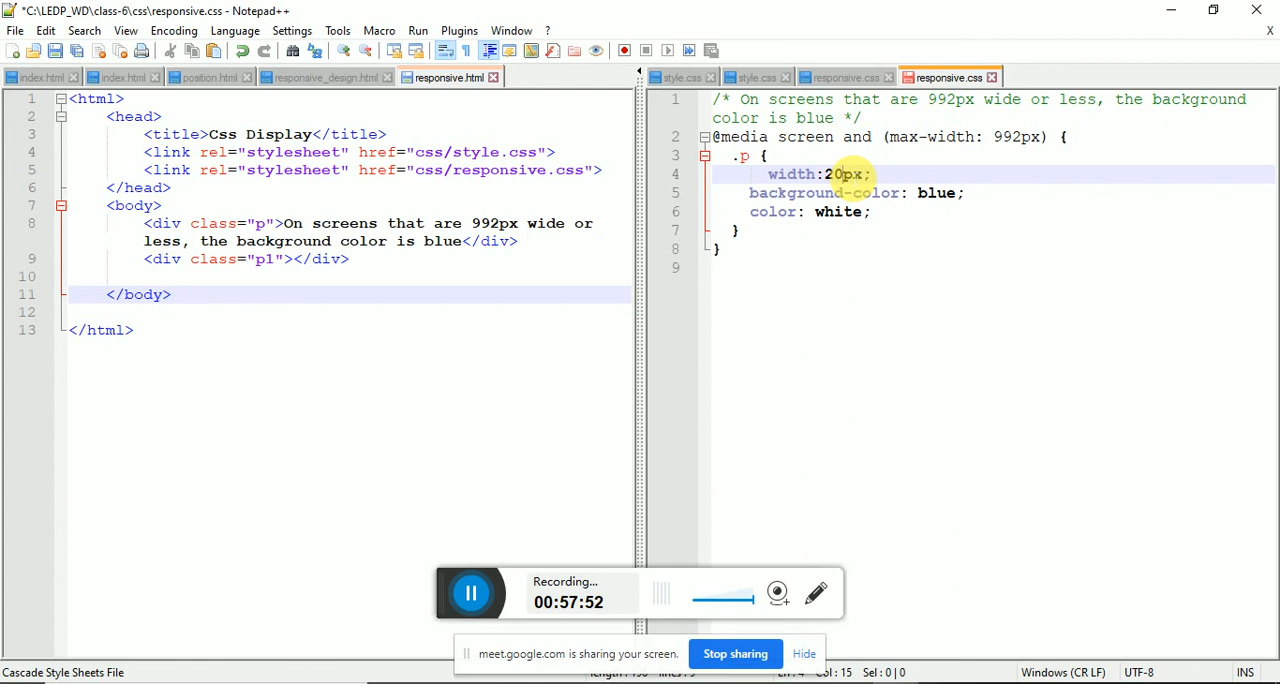 *C:\LEDP_WD\class-6\css\responsive.css - Notepad++
File Edit Search View Encoding Language Settings Tools Macro Run Plugins Window ? X
index.html index.html position.html responsive_design.html responsive.html
style.css style.css responsive.css responsive.css
1 <html>
2 <head>
3 <title>Css Display</title>
4 <link rel="stylesheet" href="css/style.css">
5 <link rel="stylesheet" href="css/responsive.css">
6 </head>
7 <body>
8 <div class="p">On screens that are 992px wide or
less, the background color is blue</div>
9 <div class="p1"></div>
10
11 </body>
12
13 </html>
1 /* On screens that are 992px wide or less, the background
color is blue */
2 @media screen and (max-width: 992px) {
3 .p {
4 width:20px;
5 background-color: blue;
6 color: white;
7 }
8 }
9
Recording...
00:57:52
meet.google.com is sharing your screen. Stop sharing Hide
Cascade Style Sheets File Col : 15 Sel : 0 | 0 Windows (CR LF) UTF-8 INS